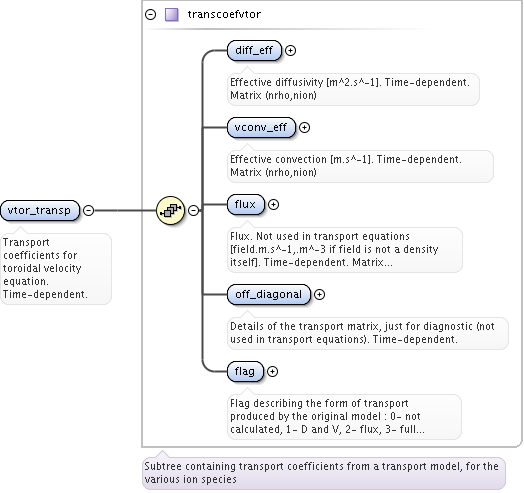 transcoefvtor
diff_eff
Effective diffusivity [m^2.s^-1]. Time-dependent.
Matrix (nrho,nion)
vconv_eff
Effective convection [m.s^-1]. Time-dependent.
Matrix (nrho,nion)
vtor_transp
Transport
coefficients for
toroidal velocity
equation.
Time-dependent.
flux
Flux. Not used in transport equations
[field.m.s^-1,.m^-3 if field is not a density
itself]. Time-dependent. Matrix...
off_diagonal
Details of the transport matrix, just for diagnostic (not
used in transport equations). Time-dependent.
flag
Flag describing the form of transport
produced by the original model : 0- not
calculated, 1- D and V, 2- flux, 3- full...
Subtree containing transport coefficients from a transport model, for the
various ion species